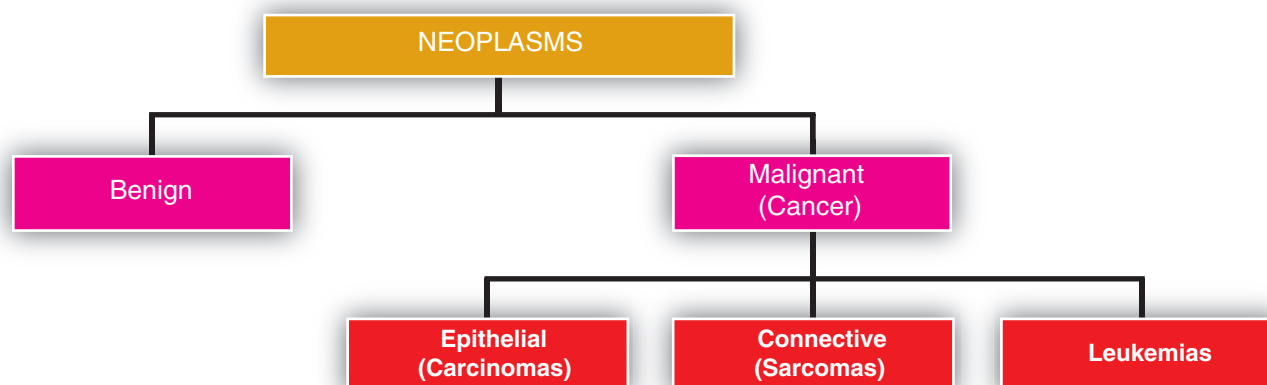 NEOPLASMS
Benign
Malignant
(Cancer)
Epithelial
(Carcinomas)
Connective
(Sarcomas)
Leukemias